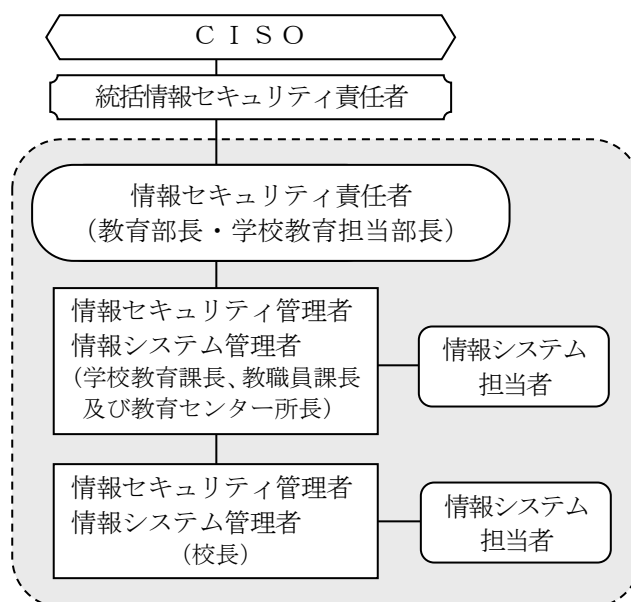 ＣＩＳＯ
統括情報セキュリティ責任者
情報セキュリティ責任者
（教育部長・学校教育担当部長）
情報セキュリティ管理者
情報システム管理者
（学校教育課長、教職員課長
及び教育センター所長）
情報システム
担当者
情報セキュリティ管理者
情報システム管理者
（校長）
情報システム
担当者